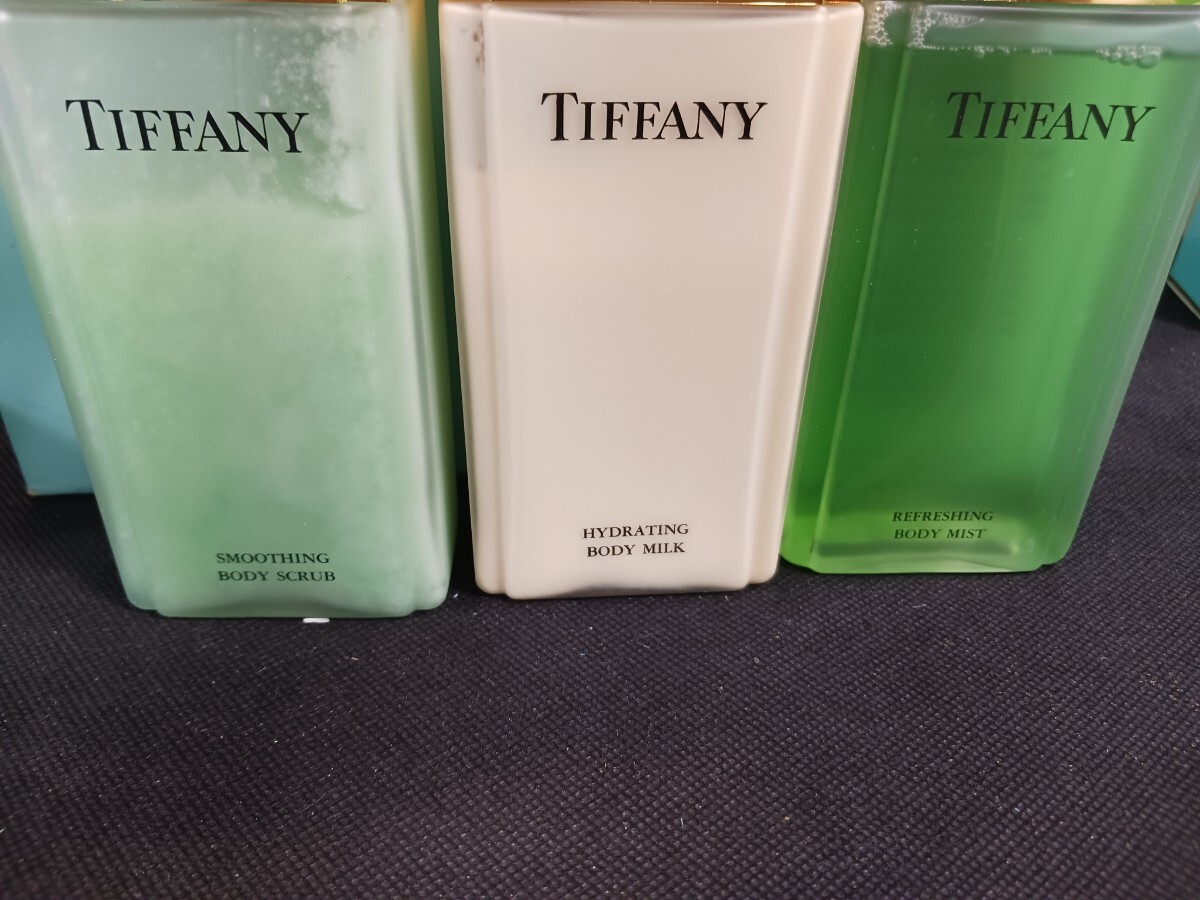 TIFFANY
SMOOTHING
BODY SCRUB
TIFFANY
HYDRATING
BODY MILK
TIFFANY
REFRESHING
BODY MIST